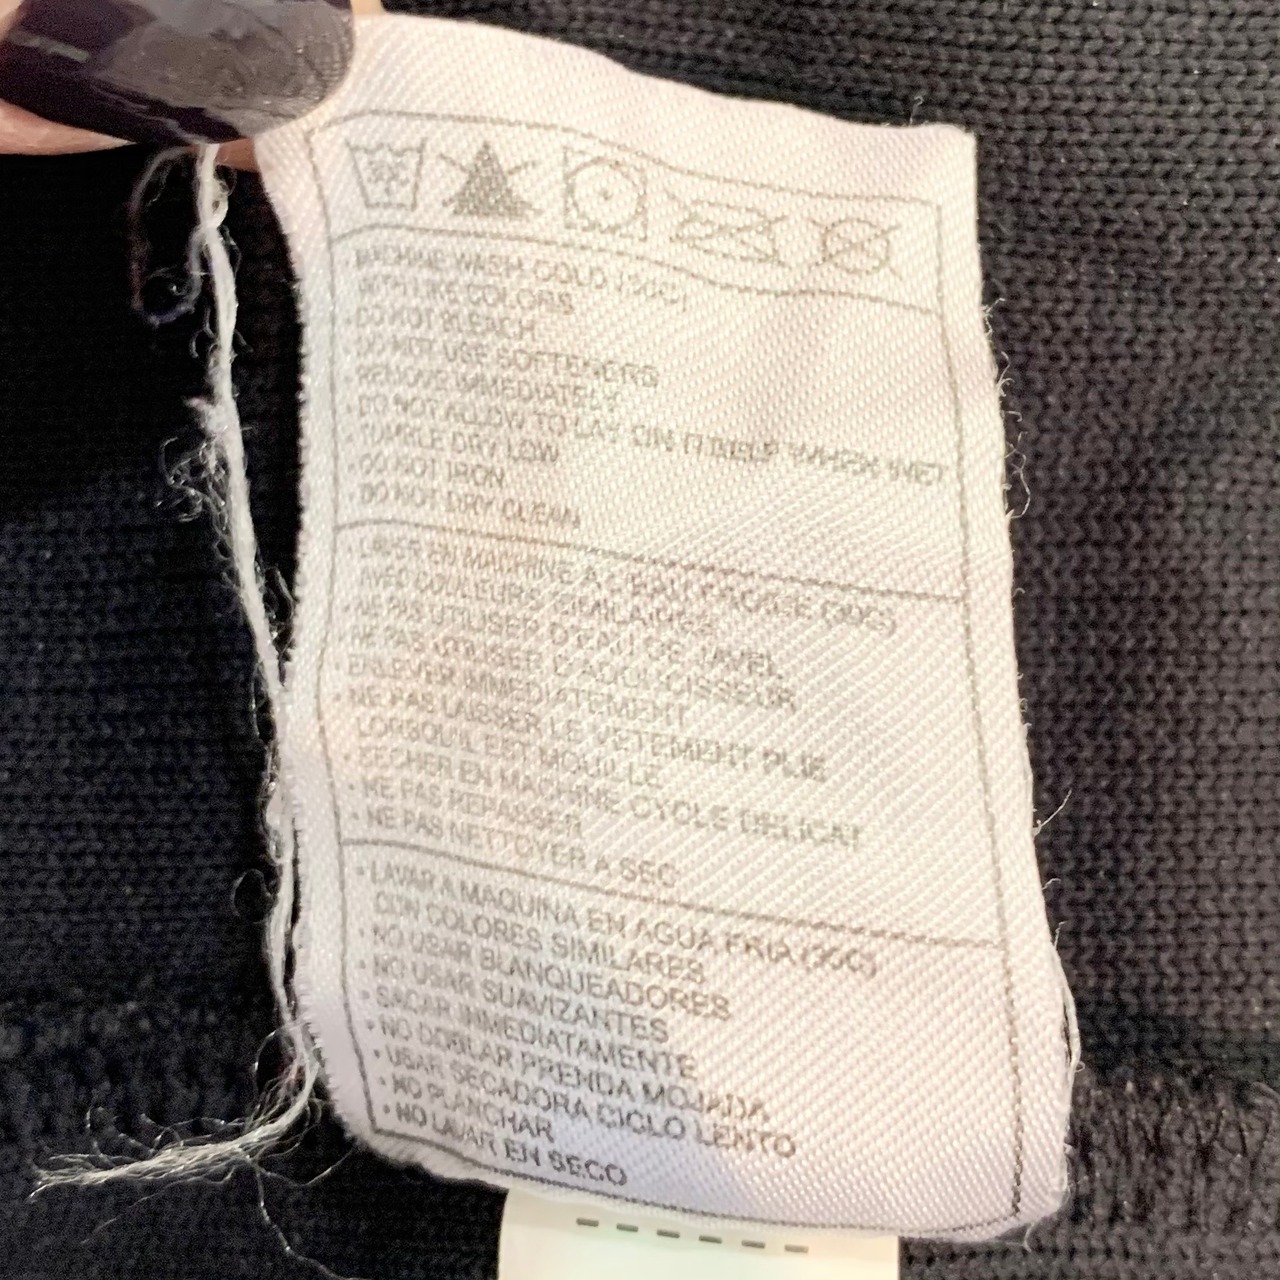 MACHINE WASH COLD (30C)
WITH LIKE COLORS
• DO NOT BLEACH
• DO NOT USE SOFTENERS
• REMOVE IMMEDIATELY
• DO NOT ALLOW TO LAY ON ITSELF WHEN WET
• TUMBLE DRY LOW
• DO NOT IRON
• DO NOT DRY CLEAN
• LAVER EN MACHINE A L'EAU FROIDE (30C)
AVEC COULEURS SIMILAIRES
• NE PAS UTILISER D'EAU DE JAVEL
NE PAS UTILISER D'ADOUCISSEUR
• ENLEVER IMMEDIATEMENT
• NE PAS LAISSER LE VETEMENT PLIE
LORSQU'IL EST MOUILLE
• SECHER EN MACHINE CYCLE DELICAT
• NE PAS REPASSER
• NE PAS NETTOYER A SEC
• LAVAR A MAQUINA EN AGUA FRIA (30C)
CON COLORES SIMILARES
• NO USAR BLANQUEADORES
• NO USAR SUAVIZANTES
• SACAR INMEDIATAMENTE
• NO DOBLAR PRENDA MOJADA
• USAR SECADORA CICLO LENTO
• NO PLANCHAR
• NO LAVAR EN SECO